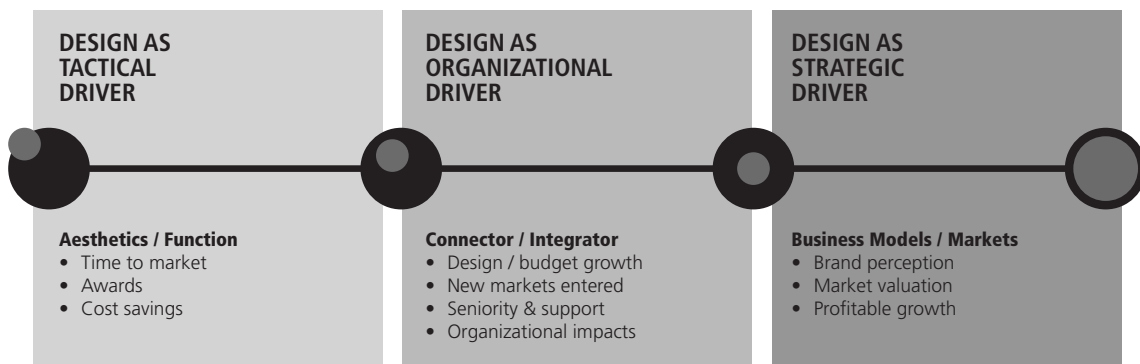 DESIGN AS
TACTICAL
DRIVER
Aesthetics / Function
• Time to market
• Awards
• Cost savings
DESIGN AS
ORGANIZATIONAL
DRIVER
Connector / Integrator
• Design / budget growth
• New markets entered
• Seniority & support
• Organizational impacts
DESIGN AS
STRATEGIC
DRIVER
Business Models / Markets
• Brand perception
• Market valuation
• Profitable growth